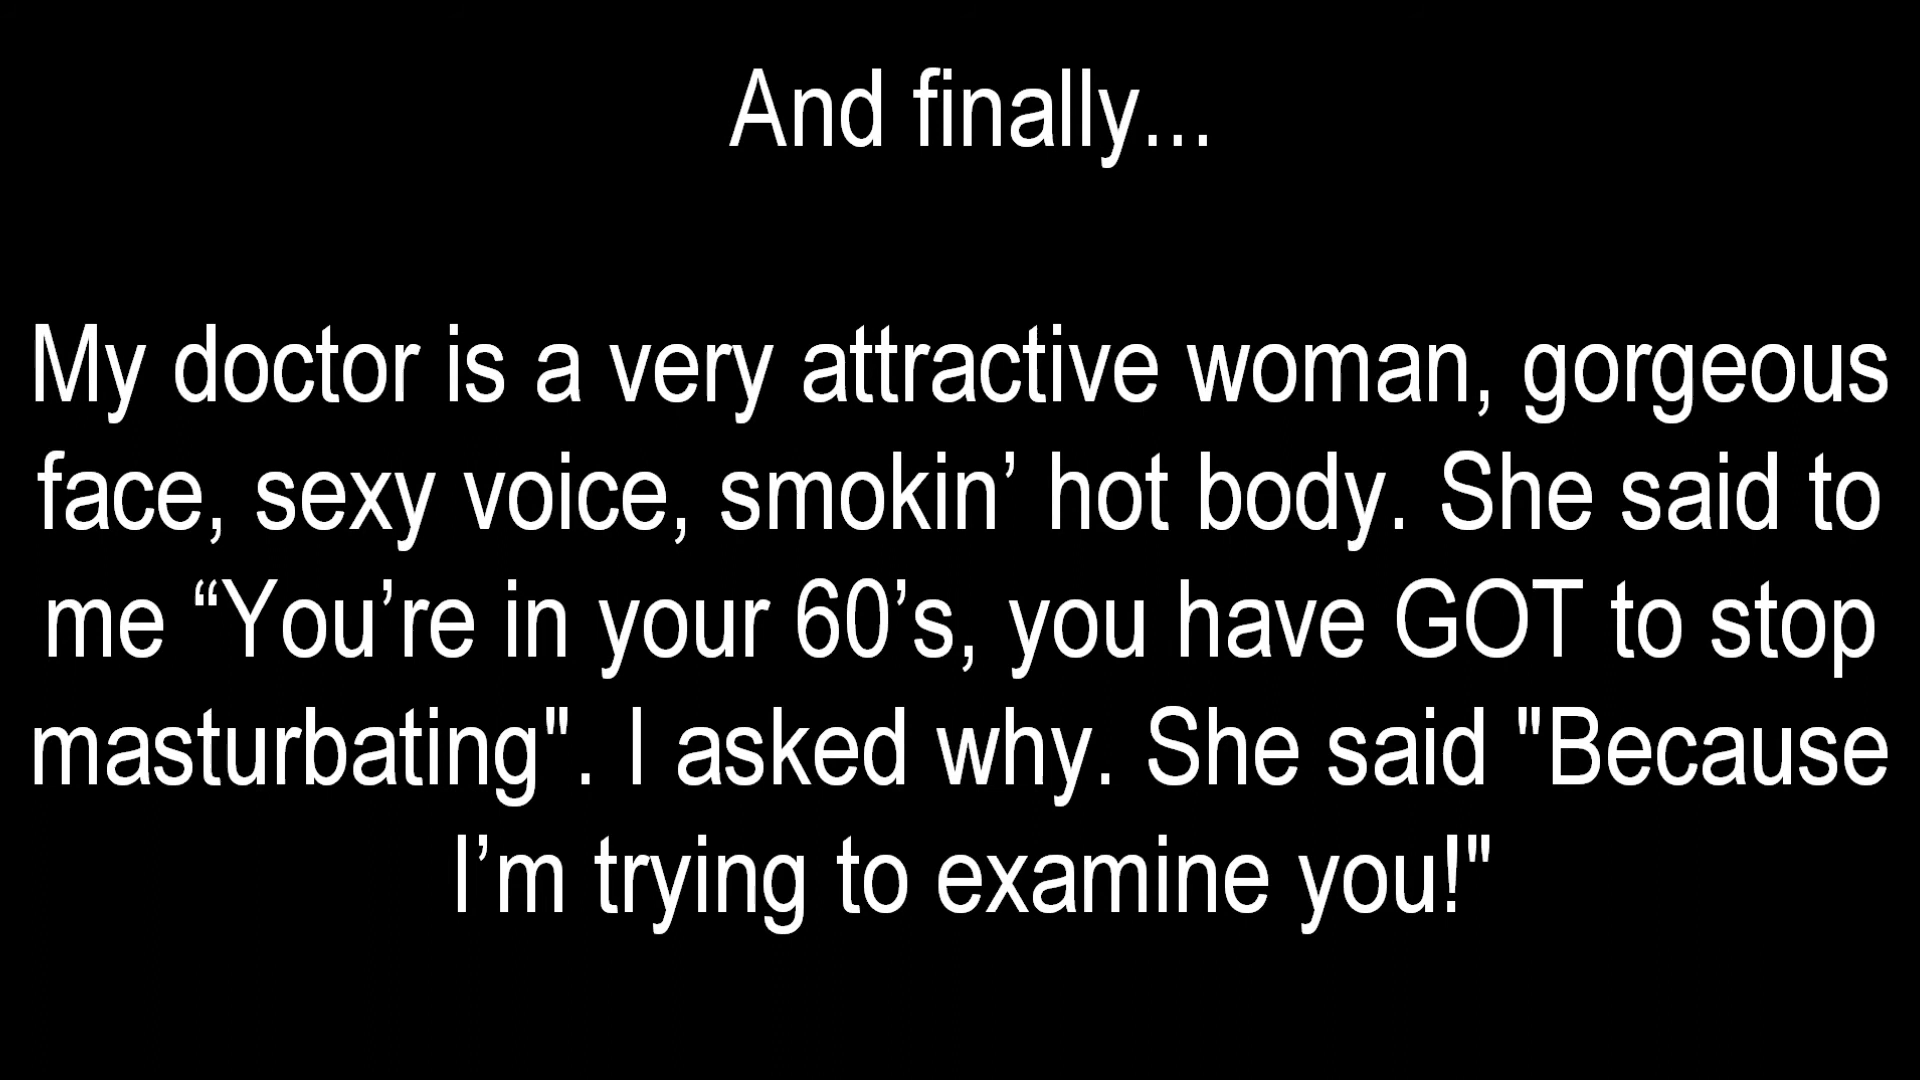 And finally...
My doctor is a very attractive woman, gorgeous
face, sexy voice, smokin’ hot body. She said to
me “You’re in your 60’s, you have GOT to stop
masturbating". I asked why. She said "Because
I’m trying to examine you!"